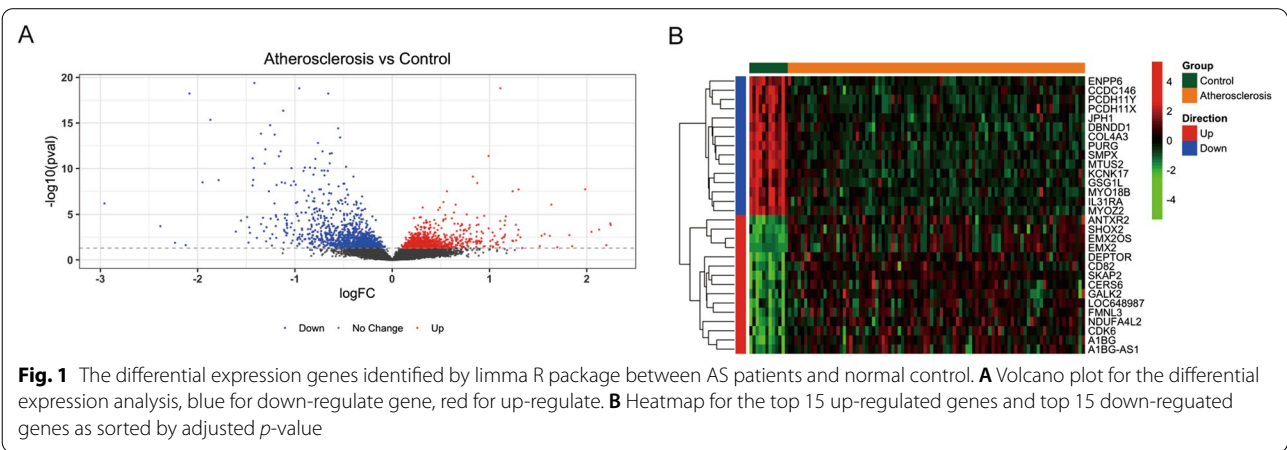 A
Atherosclerosis vs Control
20
15
10
5
0
-log10(pval)
-3
-2
-1
0
1
2
logFC
Down
No Change
Up
B
ENPP6
CCDC146
PCDH11Y
PCDH11X
JPH1
DBNDD1
COL4A3
PURG
SMPX
MTUS2
KCNK17
GSG1L
MYO18B
IL31RA
MYOZ2
ANTXR2
SHOX2
EMX2OS
EMX2
DEPTOR
CD82
SKAP2
CERS6
GALK2
LOC648987
FMNL3
NDUFA4L2
CDK6
A1BG
A1BG-AS1
4
2
0
-2
-4
Group
Control
Atherosclerosis
Direction
Up
Down
Fig. 1 The differential expression genes identified by limma R package between AS patients and normal control. A Volcano plot for the differential
expression analysis, blue for down-regulate gene, red for up-regulate. B Heatmap for the top 15 up-regulated genes and top 15 down-reguated
genes as sorted by adjusted p-value